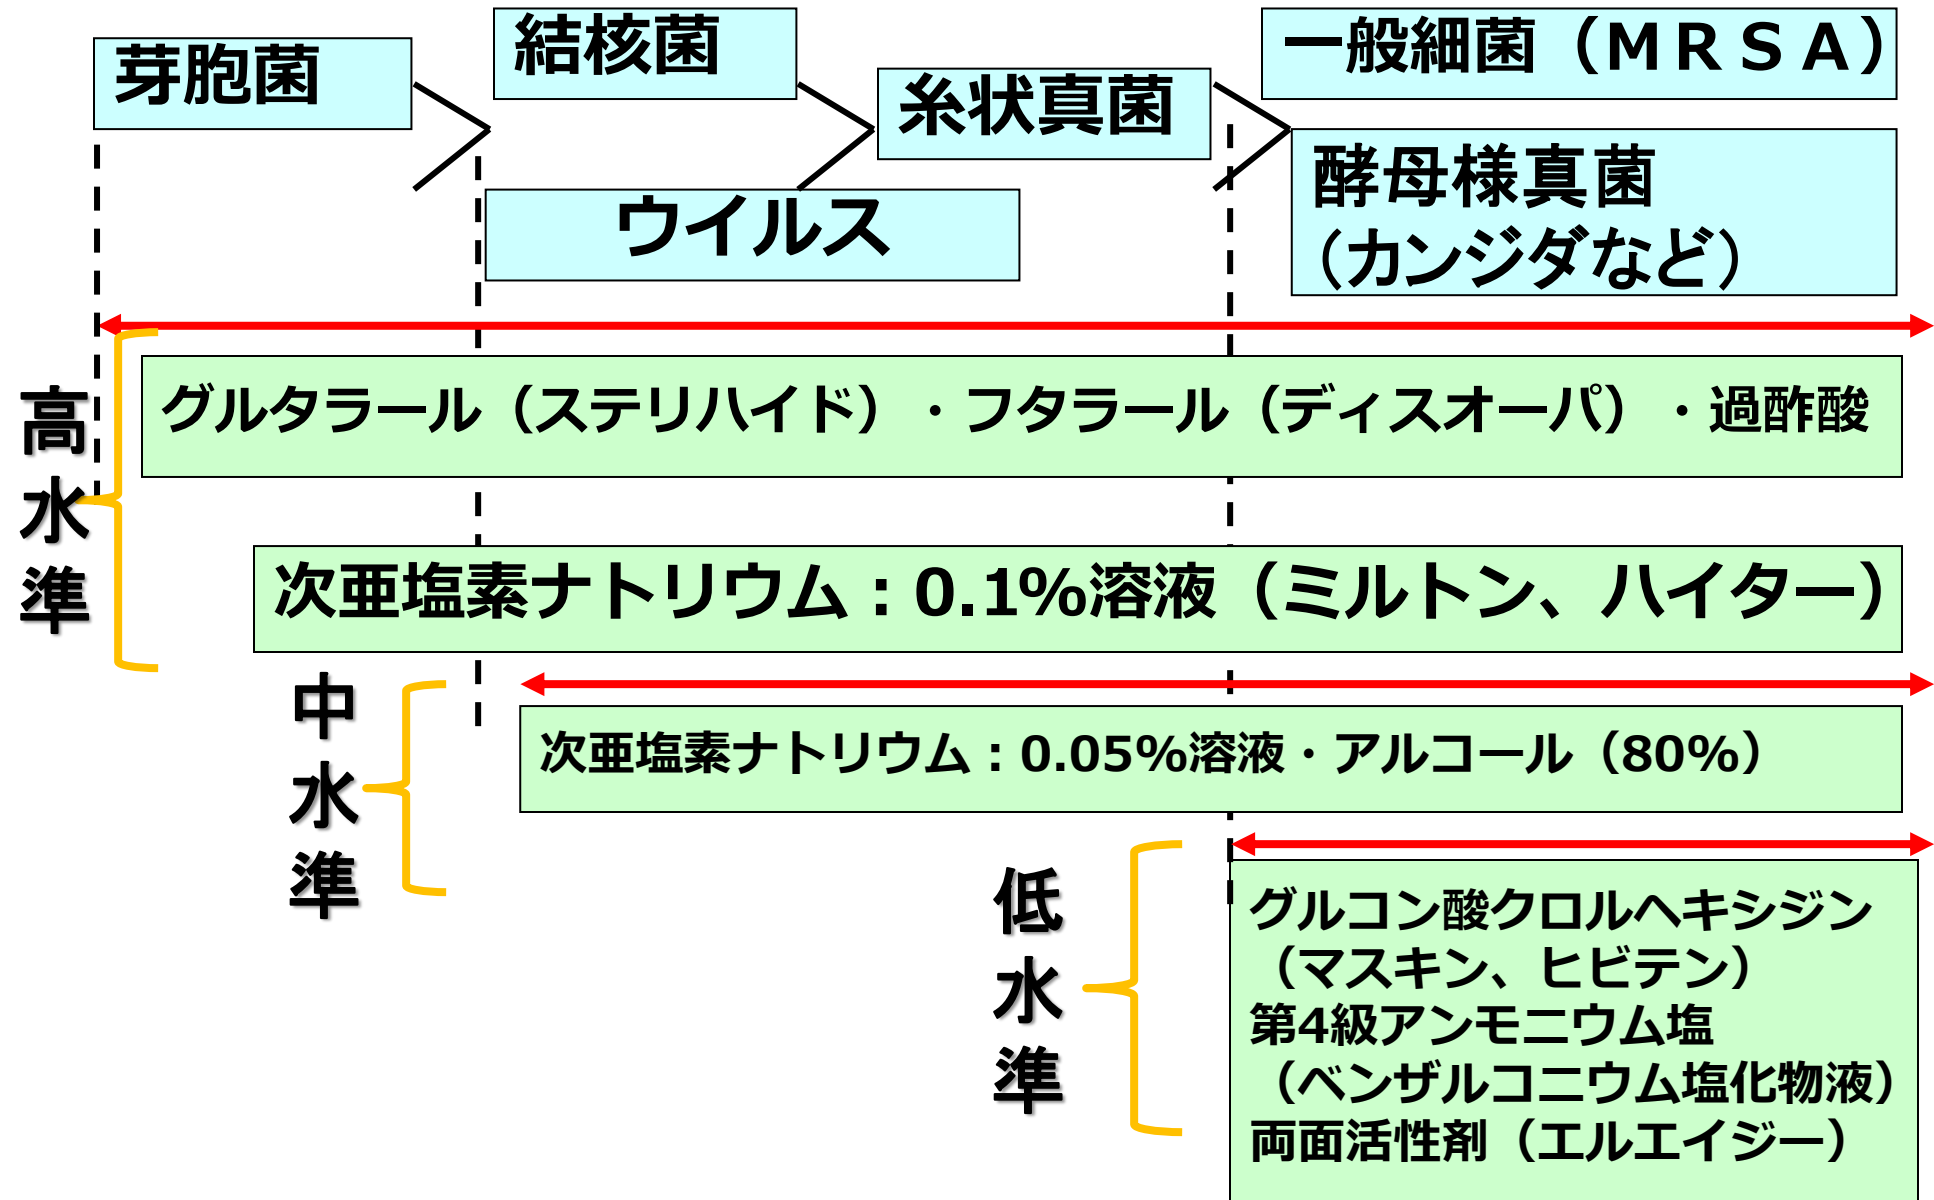 芽胞菌
結核菌
ウイルス
糸状真菌
一般細菌（ＭＲＳＡ）
酵母様真菌
（カンジダなど）
高水準
グルタラール（ステリハイド）・フタラール（ディスオーパ）・過酢酸
次亜塩素ナトリウム：0.1%溶液（ミルトン、ハイター）
中水準
次亜塩素ナトリウム：0.05%溶液・アルコール（80%）
低水準
グルコン酸クロルヘキシジン
（マスキン、ヒビテン）
第4級アンモニウム塩
（ベンザルコニウム塩化物液）
両面活性剤（エルエイジー）